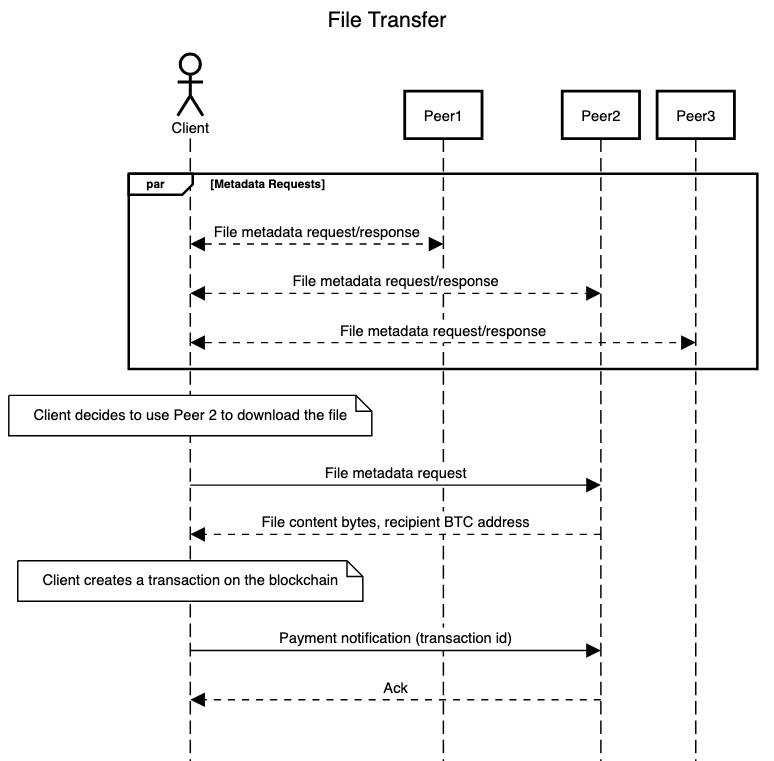 File Transfer
Client
Peer1
Peer2
Peer3
par
[Metadata Requests]
File metadata request/response
File metadata request/response
File metadata request/response
Client decides to use Peer 2 to download the file
File metadata request
File content bytes, recipient BTC address
Client creates a transaction on the blockchain
Payment notification (transaction id)
Ack